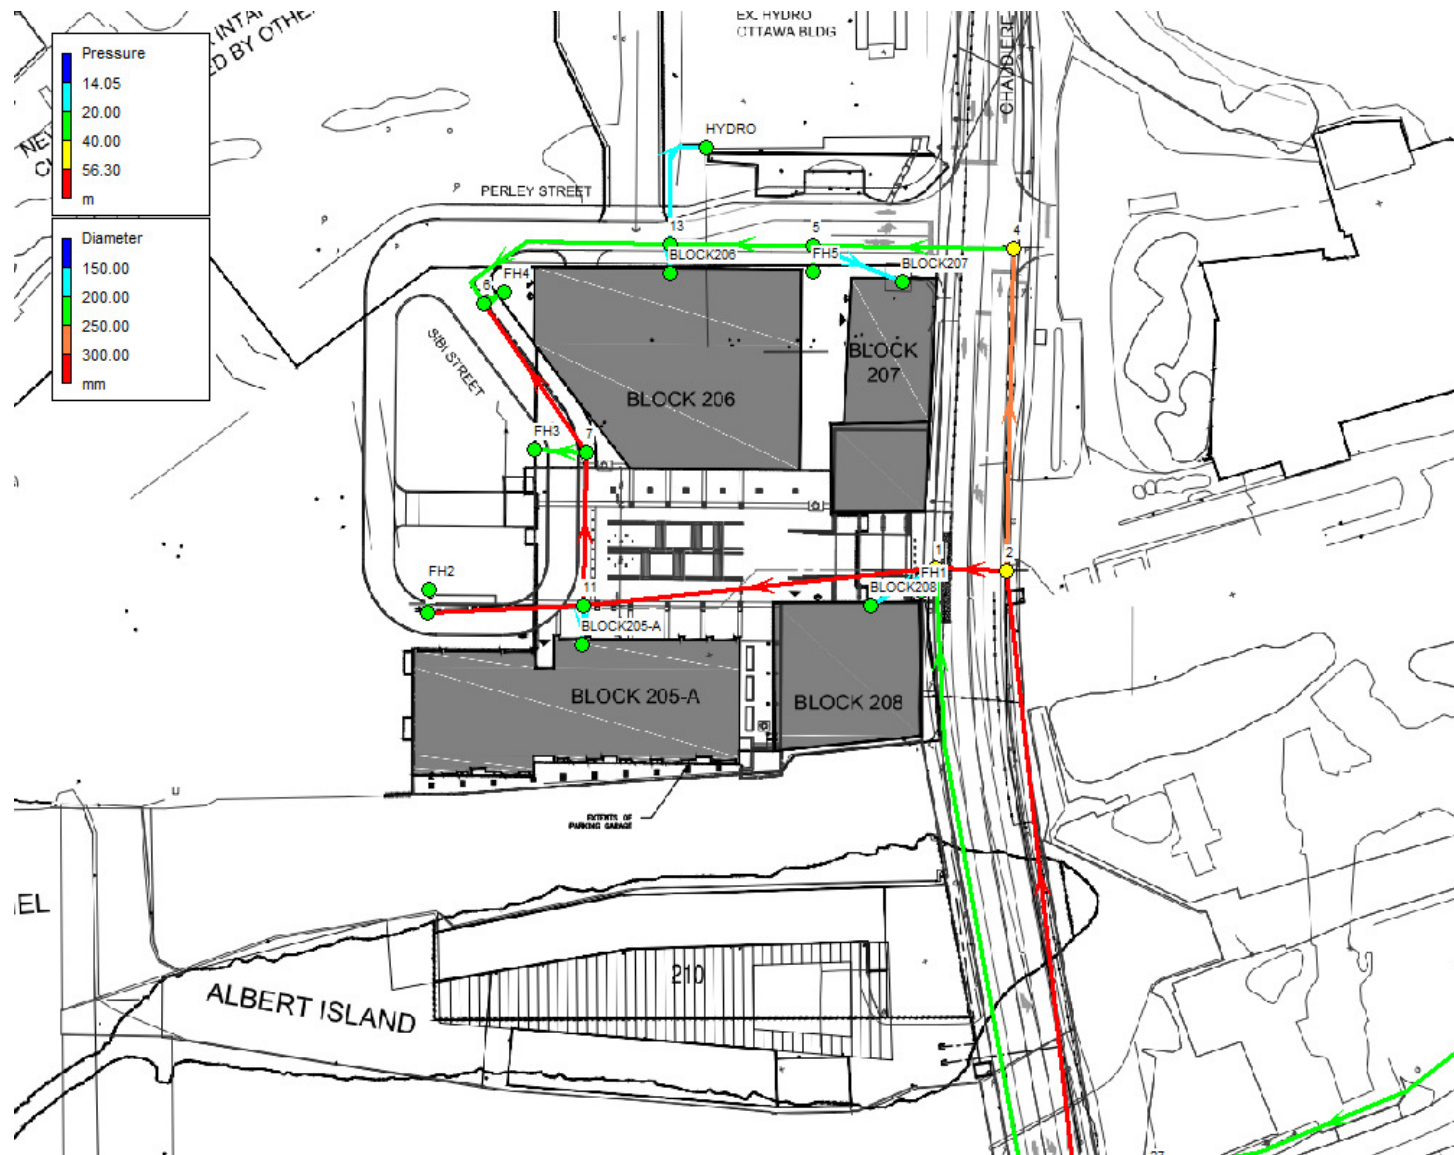 EX. HYDRO
OTTAWA BLDG
CHAUDIERE
ED BY OTHE
Pressure
14.05
20.00
40.00
56.30
m
Diameter
150.00
200.00
250.00
300.00
mm
HYDRO
PERLEY STREET
13
5
4
BLOCK206
FH5
BLOCK207
FH4
6
SIBI STREET
BLOCK
207
BLOCK 206
FH3
7
FH2
11
1
2
FH1
BLOCK208
BLOCK205-A
BLOCK 205-A
BLOCK 208
EXTENTS OF
PARKING GARAGE
210
ALBERT ISLAND